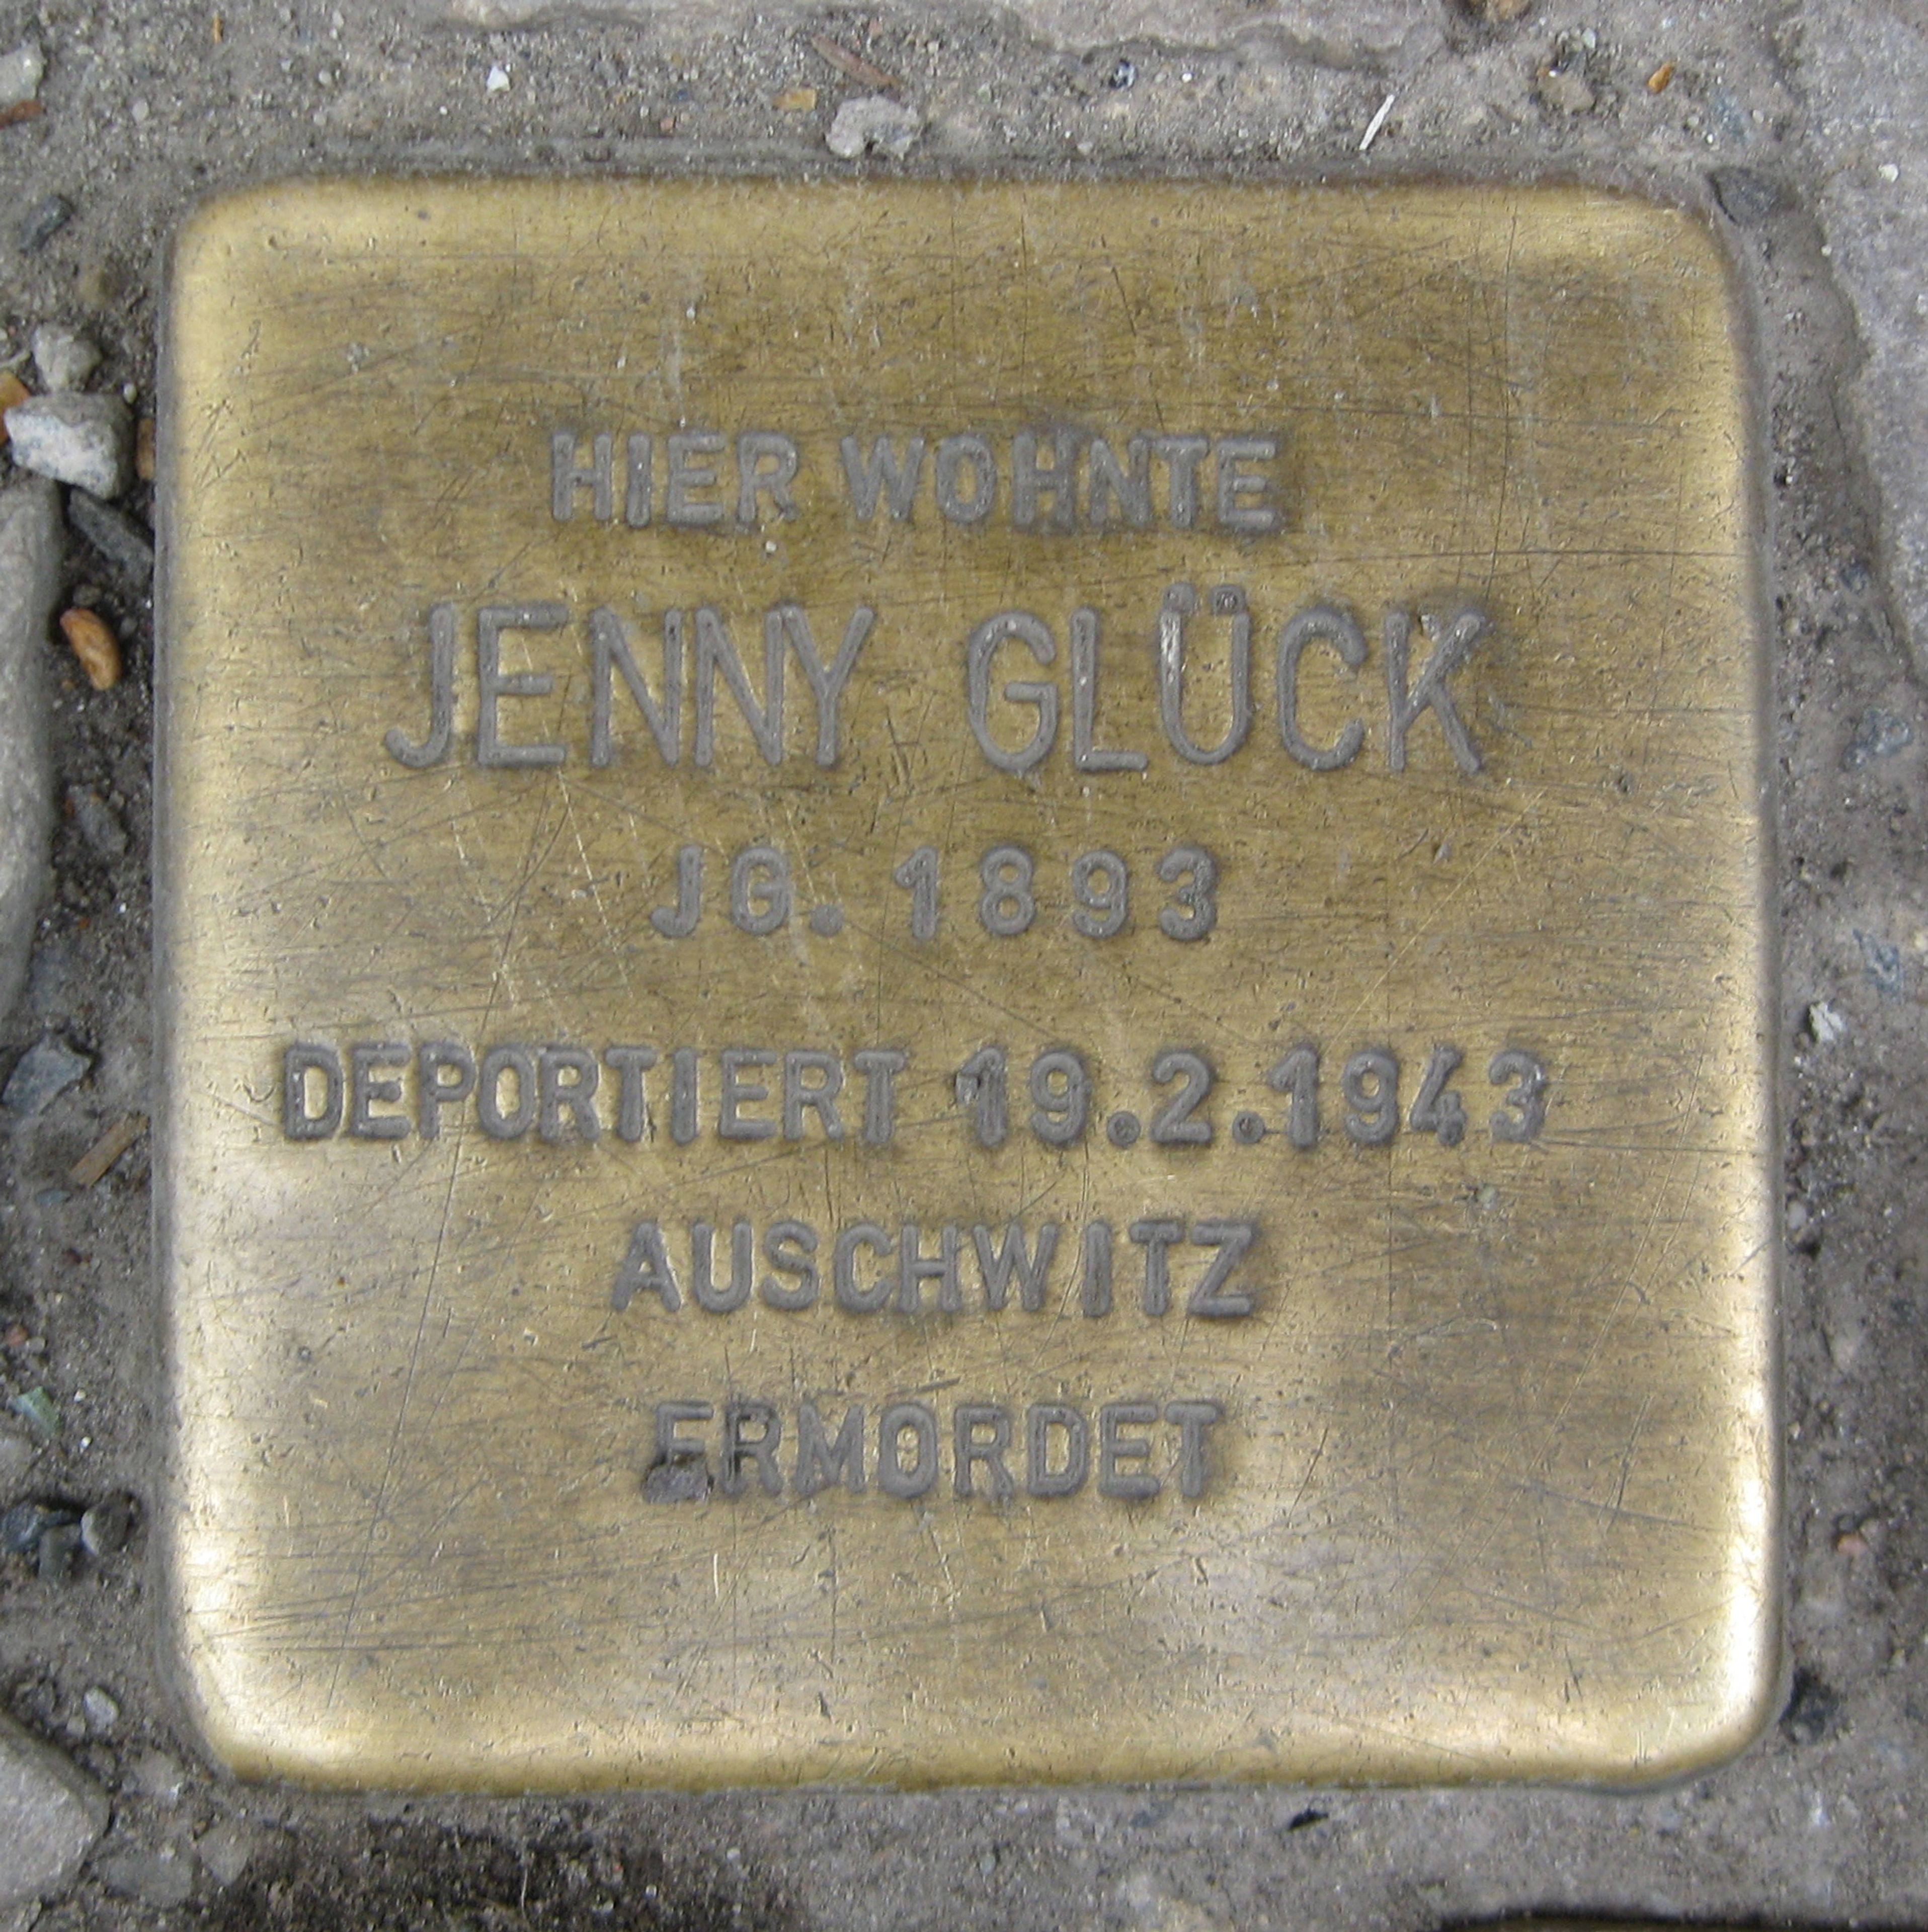 HIER WOHNTE
JENNY GLÜCK
JG. 1893
DEPORTIERT 19.2.1943
AUSCHWITZ
ERMORDET